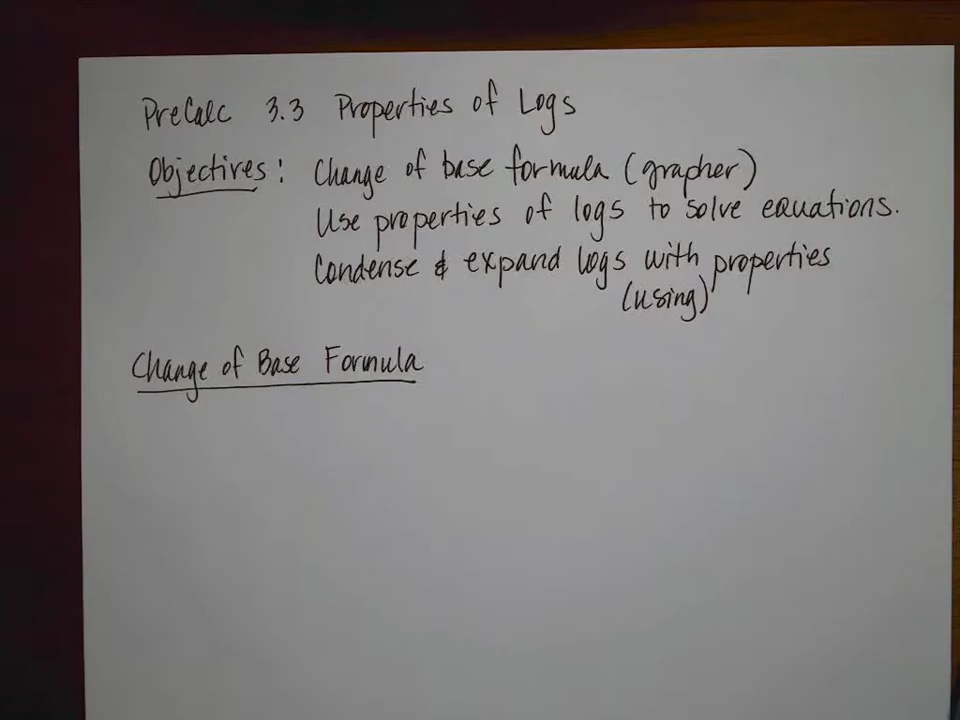 PreCalc 3.3 Properties of Logs
Objectives: Change of base formula (grapher)
Use properties of logs to solve equations.
Condense & expand logs with properties
(using)
Change of Base Formula